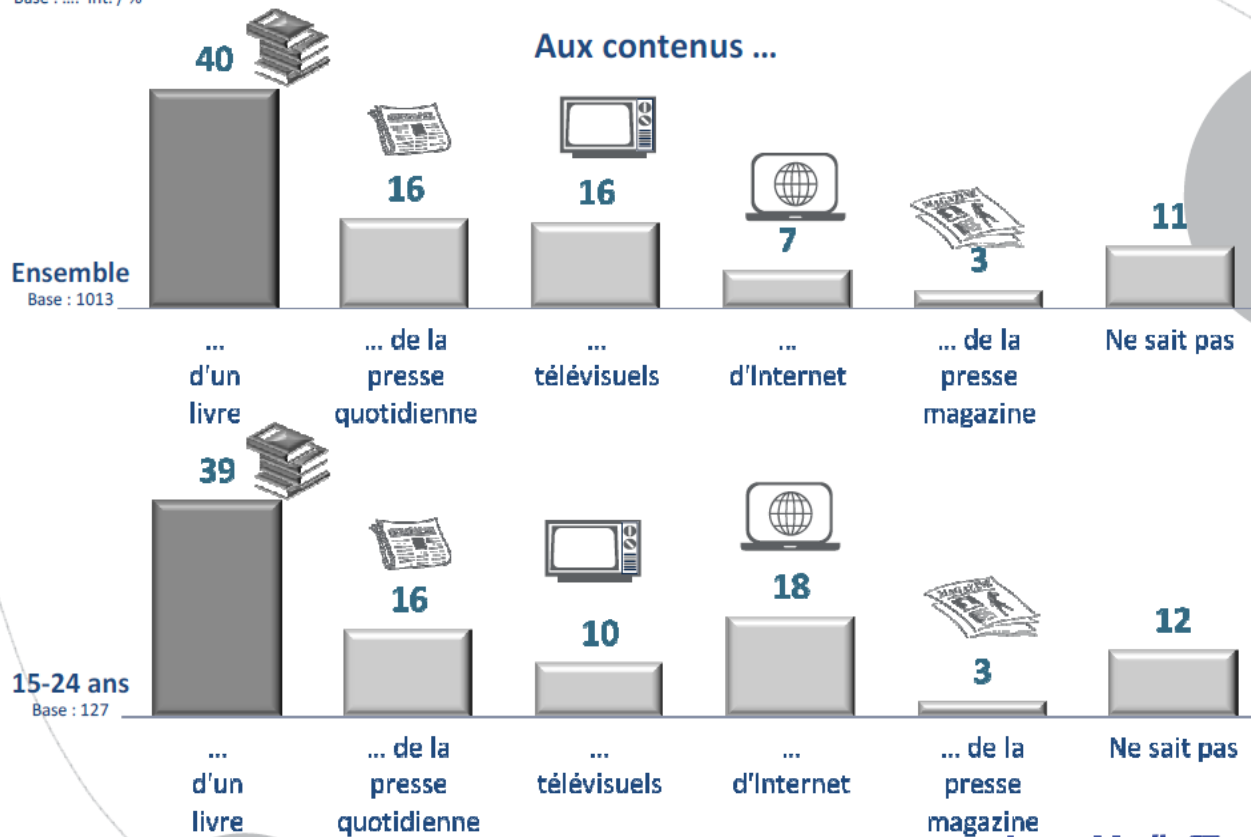 Base : .... Int. / %
Aux contenus ...
40
16
16
7
3
11
Ensemble
Base : 1013
... d'un livre
... de la presse quotidienne
... télévisuels
... d'Internet
... de la presse magazine
Ne sait pas
39
16
10
18
3
12
15-24 ans
Base : 127
... d'un livre
... de la presse quotidienne
... télévisuels
... d'Internet
... de la presse magazine
Ne sait pas